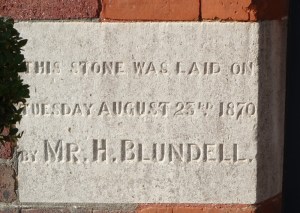 THIS STONE WAS LAID ON
TUESDAY AUGUST 23RD 1870
BY MR. H. BLUNDELL.